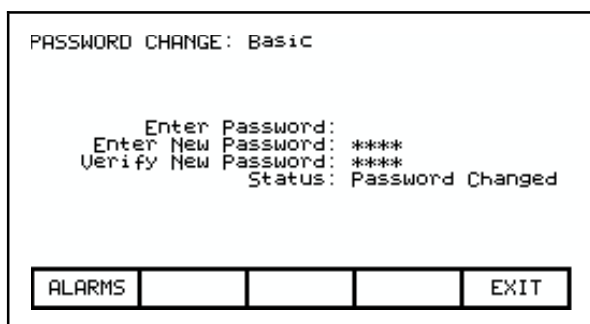 PASSWORD CHANGE: Basic
Enter Password:
Enter New Password: ****
Verify New Password: ****
Status: Password Changed
ALARMS EXIT